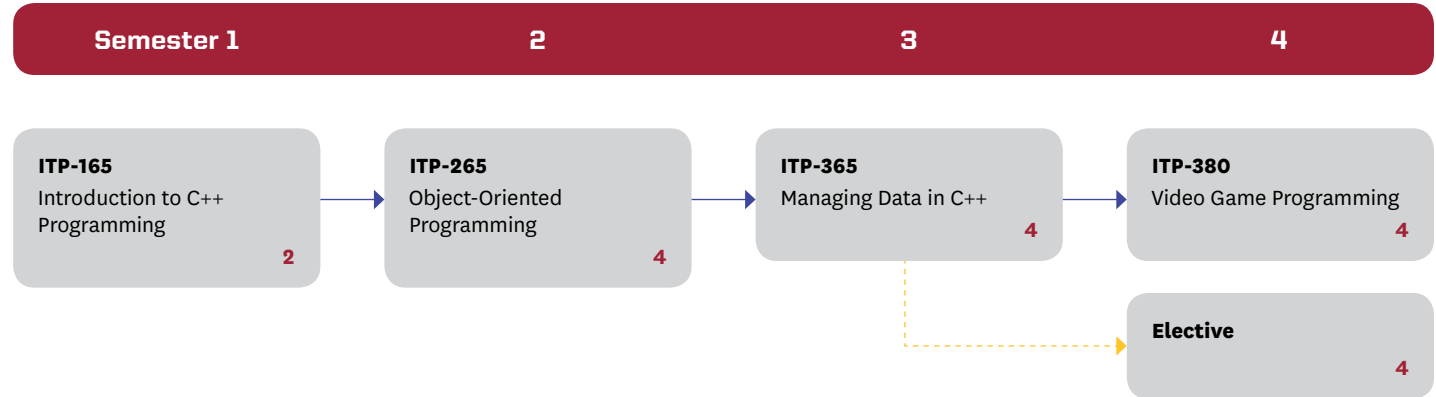 Semester 1 2 3 4
ITP-165
Introduction to C++
Programming
2
ITP-265
Object-Oriented
Programming
4
ITP-365
Managing Data in C++
4
ITP-380
Video Game Programming
4
Elective
4